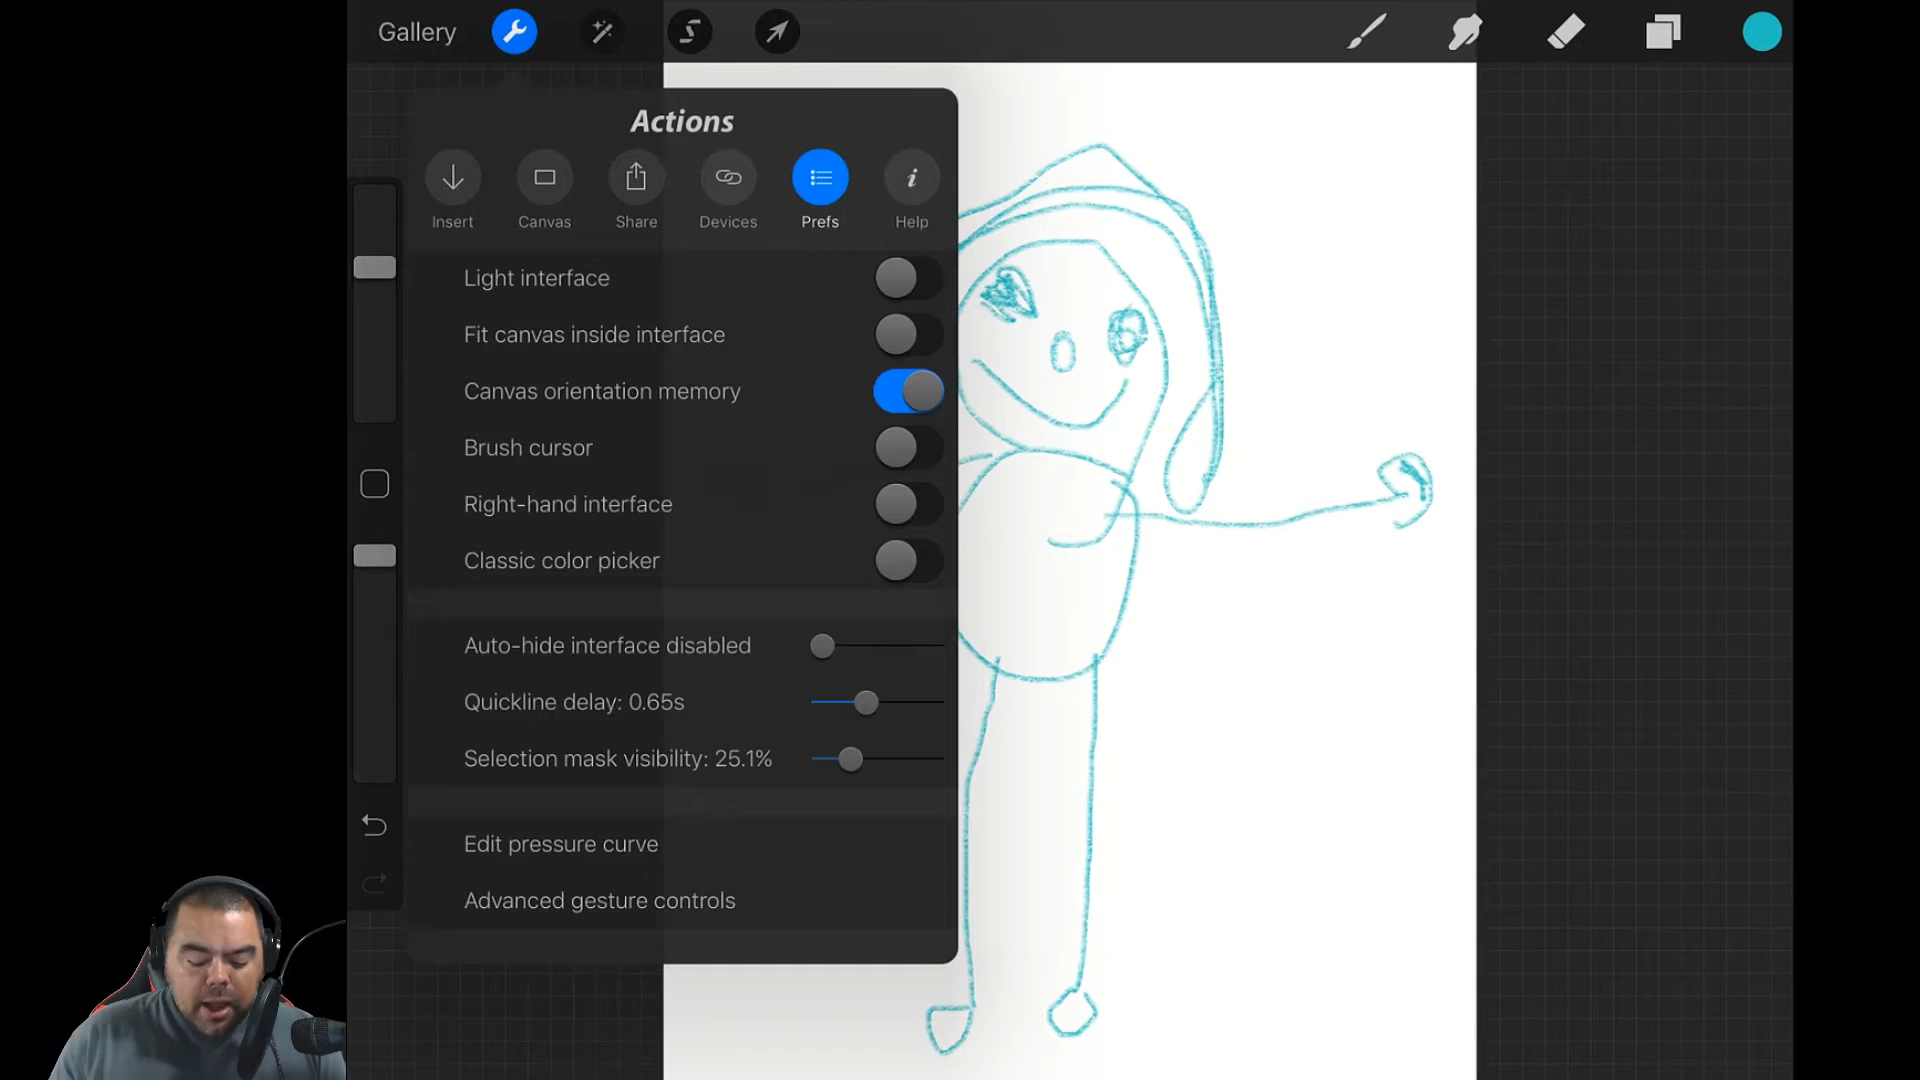 Gallery
Actions
Insert
Canvas
Share
Devices
Prefs
Help
Light interface
Fit canvas inside interface
Canvas orientation memory
Brush cursor
Right-hand interface
Classic color picker
Auto-hide interface disabled
Quickline delay: 0.65s
Selection mask visibility: 25.1%
Edit pressure curve
Advanced gesture controls